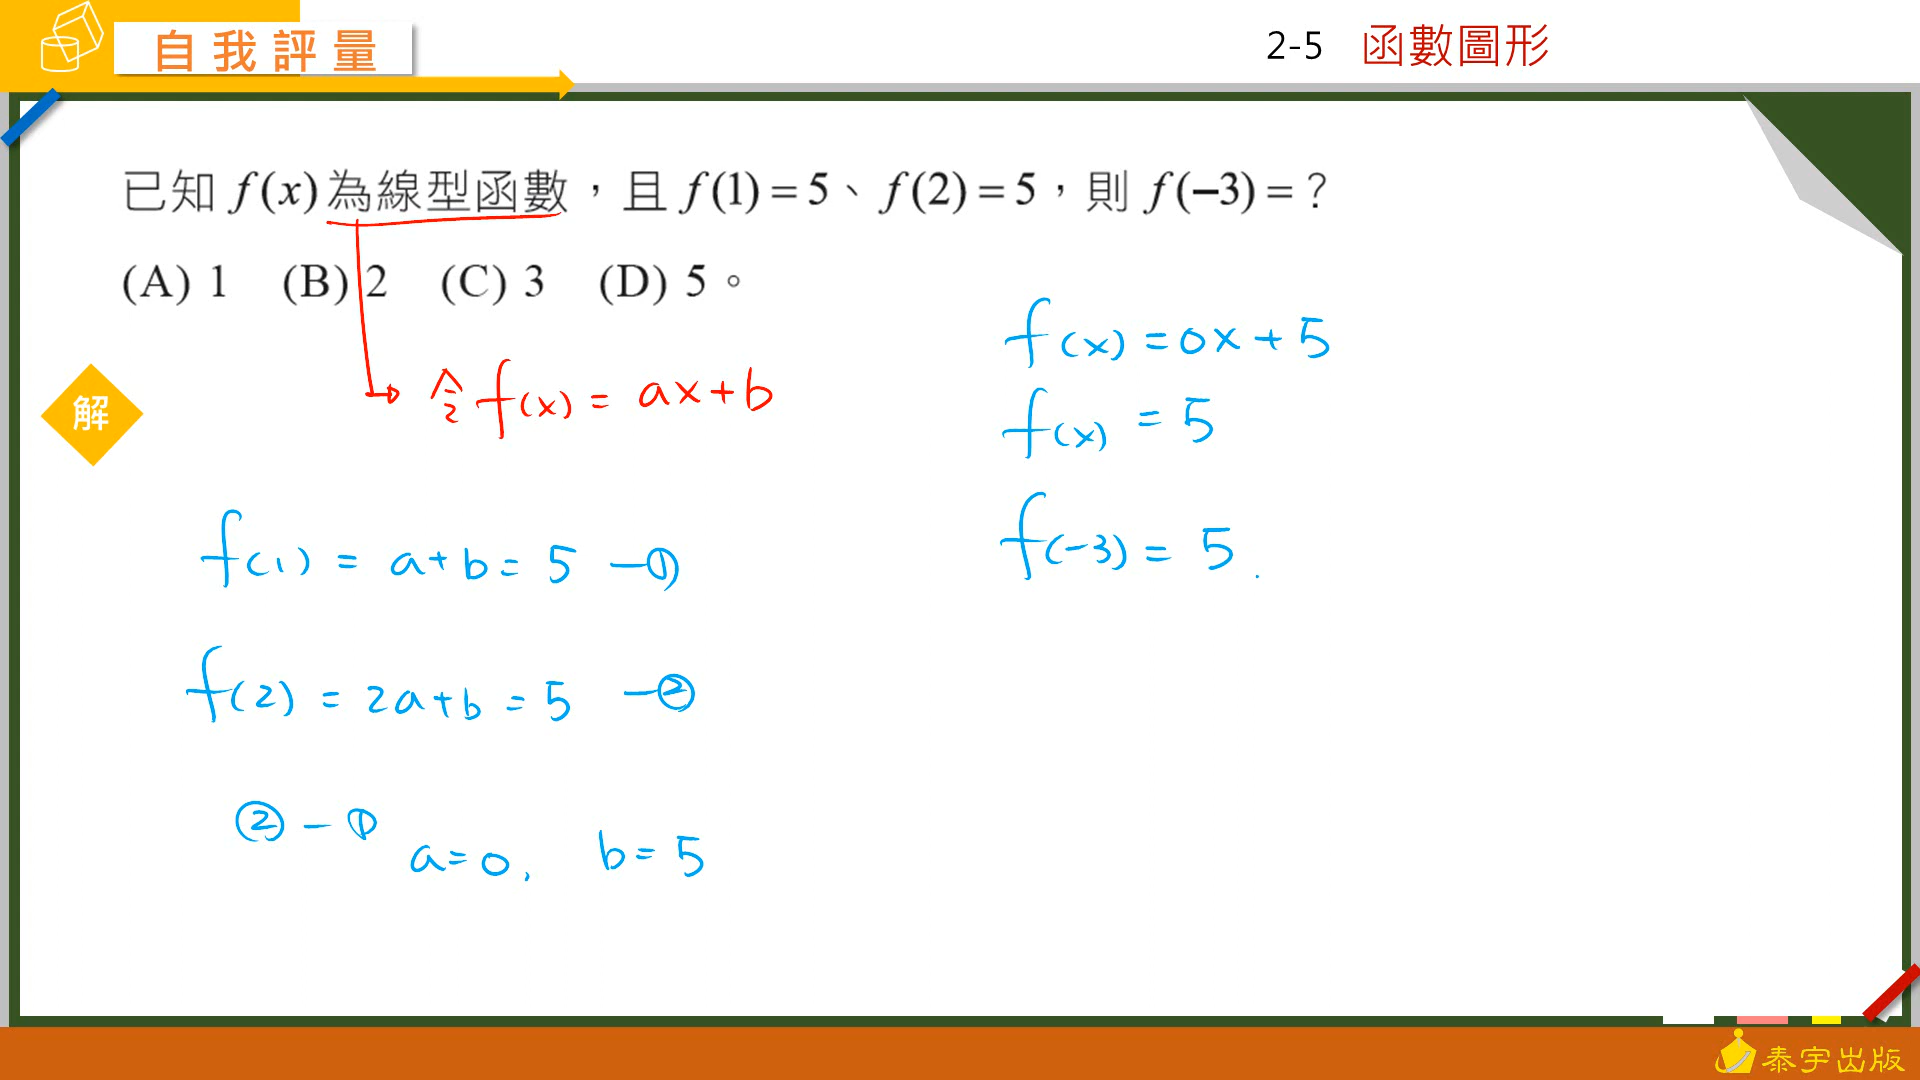 自我評量
2-5 函數圖形
已知 f(x) 為線型函數，且 f(1) = 5、f(2) = 5，則 f(−3) = ?
(A) 1 (B) 2 (C) 3 (D) 5。
令 f(x) = ax+b
解
f(1) = a+b = 5 —①
f(2) = 2a+b = 5 —②
② − ①
a=0, b=5
f(x) = 0x+5
f(x) = 5
f(−3) = 5.
泰宇出版